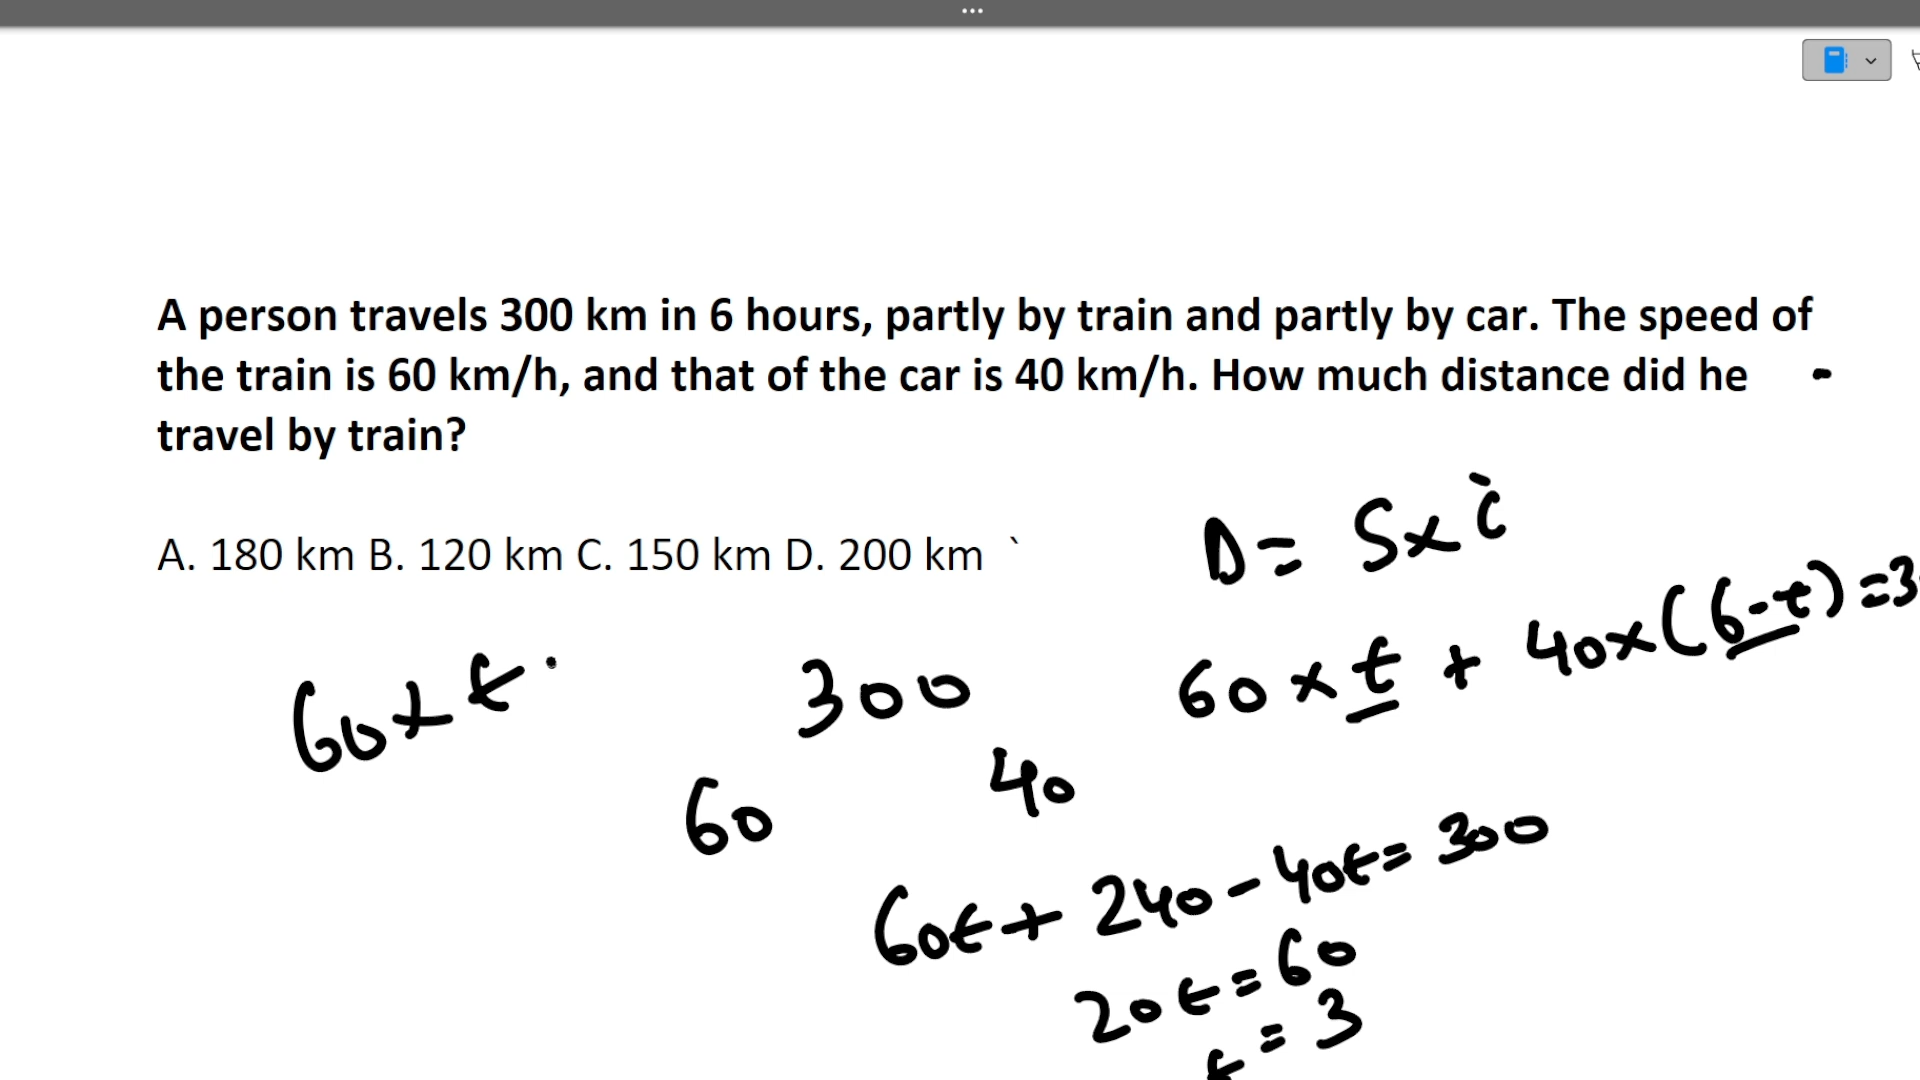 A person travels 300 km in 6 hours, partly by train and partly by car. The speed of
the train is 60 km/h, and that of the car is 40 km/h. How much distance did he
travel by train?
A. 180 km B. 120 km C. 150 km D. 200 km `
D = S×
60 × t + 40×(6-t) =3
60× t
300
60
40
60t + 240 - 40t = 300
20t = 60
t = 3